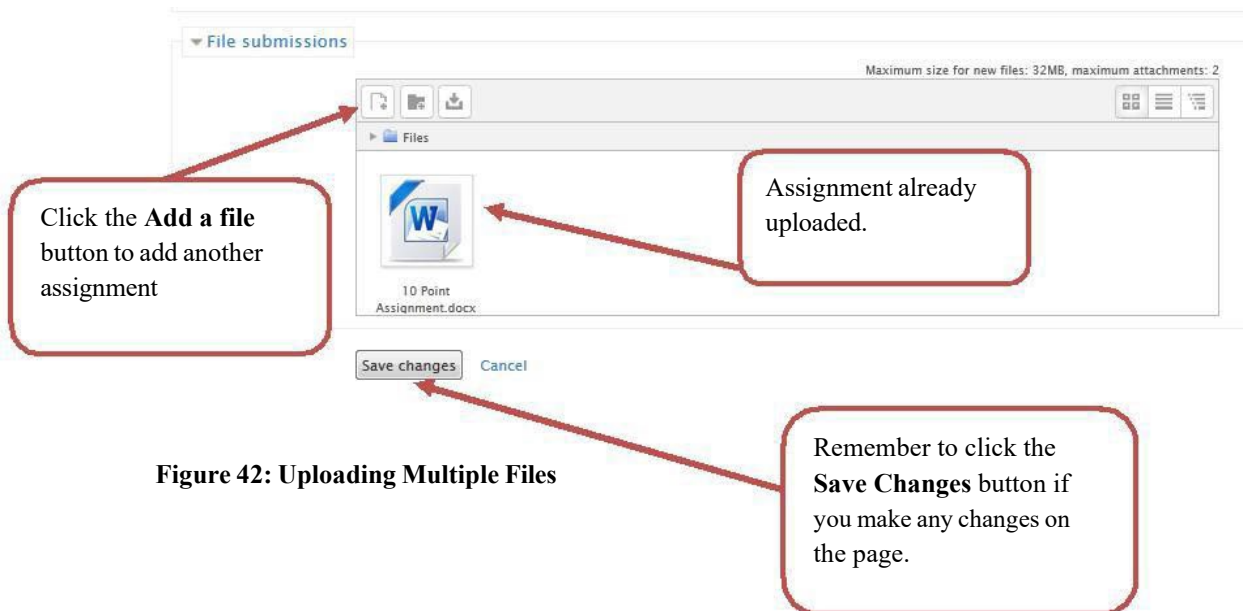 File submissions
Maximum size for new files: 32MB, maximum attachments: 2
Files
Click the Add a file
button to add another
assignment
Assignment already
uploaded.
W
10 Point
Assignment.docx
Save changes Cancel
Remember to click the
Save Changes button if
you make any changes on
the page.
Figure 42: Uploading Multiple Files